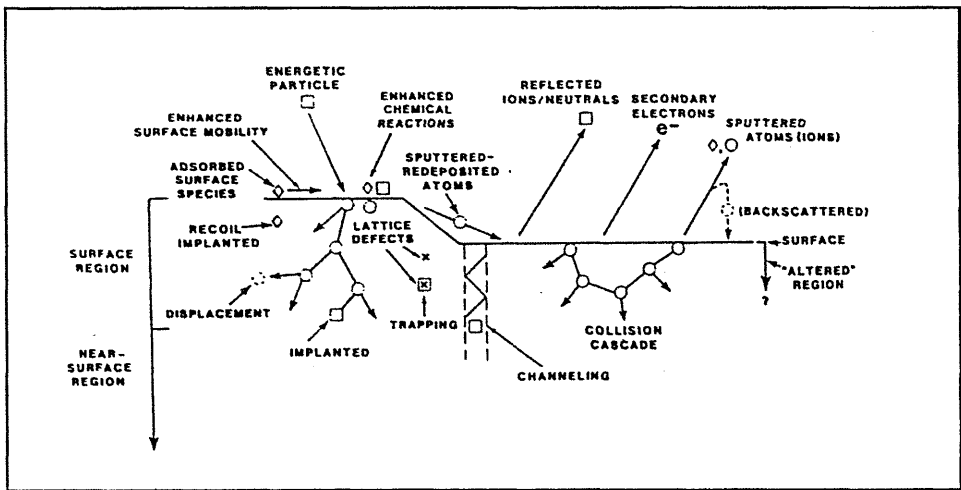 ENERGETIC
PARTICLE
ENHANCED
CHEMICAL
REACTIONS
REFLECTED
IONS/NEUTRALS
SECONDARY
ELECTRONS
e-
SPUTTERED
ATOMS (IONS)
ENHANCED
SURFACE MOBILITY
ADSORBED
SURFACE
SPECIES
SPUTTERED-
REDEPOSITED
ATOMS
(BACKSCATTERED)
RECOIL
IMPLANTED
LATTICE
DEFECTS
SURFACE
SURFACE
REGION
"ALTERED"
REGION
?
DISPLACEMENT
TRAPPING
IMPLANTED
COLLISION
CASCADE
CHANNELING
NEAR-
SURFACE
REGION